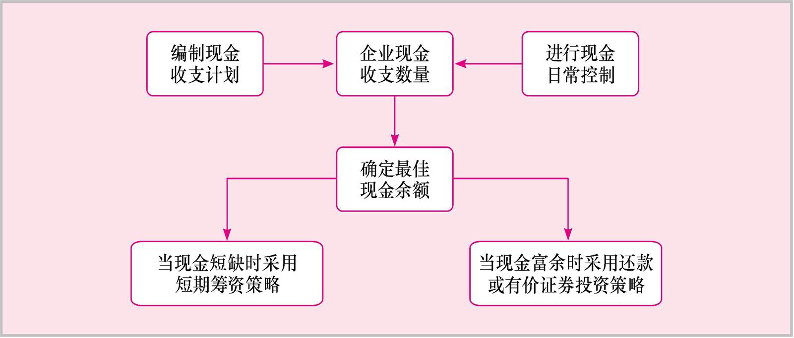 编制现金
收支计划
企业现金
收支数量
进行现金
日常控制
确定最佳
现金余额
当现金短缺时采用
短期筹资策略
当现金富余时采用还款
或有价证券投资策略